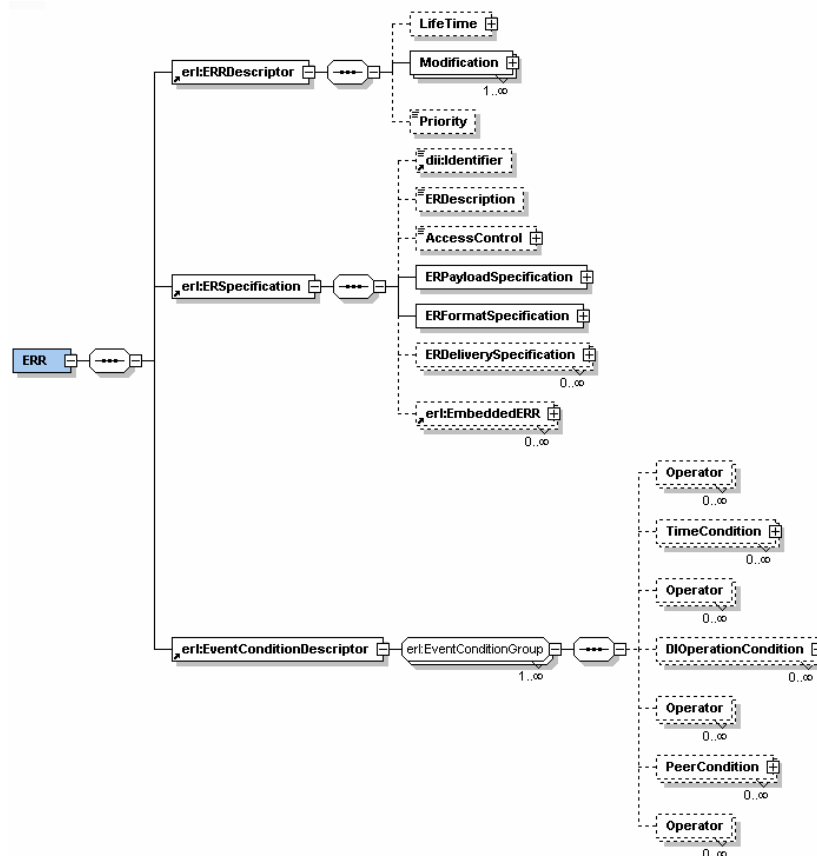 LifeTime
erl:ERRDescriptor
Modification
1..∞
Priority
dii:Identifier
ERDescription
AccessControl
erl:ERSpecification
ERPayloadSpecification
ERFormatSpecification
ERR
ERDeliverySpecification
0..∞
erl:EmbeddedERR
0..∞
Operator
0..∞
TimeCondition
0..∞
Operator
0..∞
erl:EventConditionDescriptor
erl:EventConditionGroup
1..∞
DIOperationCondition
0..∞
Operator
0..∞
PeerCondition
0..∞
Operator
0..∞